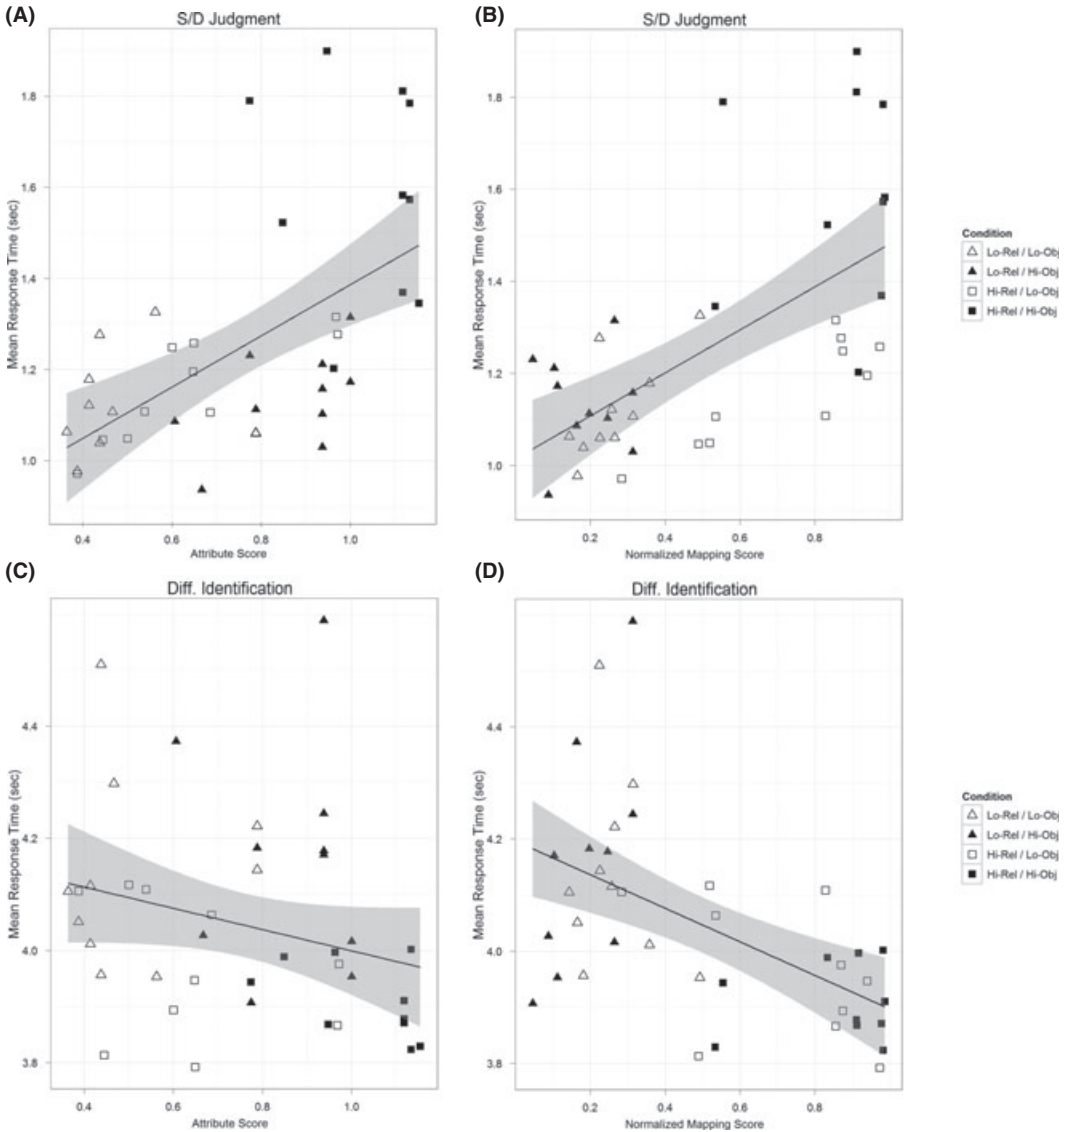 (A)
S/D Judgment
Mean Response Time (sec)
1.8
1.6
1.4
1.2
1.0
0.4 0.6 0.8 1.0
Attribute Score
(B)
S/D Judgment
Mean Response Time (sec)
1.8
1.6
1.4
1.2
1.0
0.2 0.4 0.6 0.8
Normalized Mapping Score
Condition
Lo-Rel / Lo-Obj
Lo-Rel / Hi-Obj
Hi-Rel / Lo-Obj
Hi-Rel / Hi-Obj
(C)
Diff. Identification
Mean Response Time (sec)
4.4
4.2
4.0
3.8
0.4 0.6 0.8 1.0
Attribute Score
(D)
Diff. Identification
Mean Response Time (sec)
4.4
4.2
4.0
3.8
0.2 0.4 0.6 0.8
Normalized Mapping Score
Condition
Lo-Rel / Lo-Obj
Lo-Rel / Hi-Obj
Hi-Rel / Lo-Obj
Hi-Rel / Hi-Obj